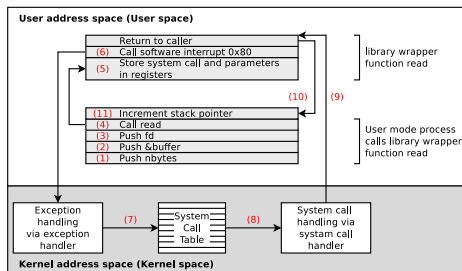 User address space (User space)
Return to caller
(6) Call software interrupt 0x80
(5) Store system call and parameters
in registers
library wrapper
function read
(10)
(9)
(11) Increment stack pointer
(4) Call read
(3) Push fd
(2) Push &buffer
(1) Push nbytes
User mode process
calls library wrapper
function read
Exception
handling
via exception
handler
(7)
System
Call
Table
(8)
System call
handling via
systam call
handler
Kernel address space (Kernel space)